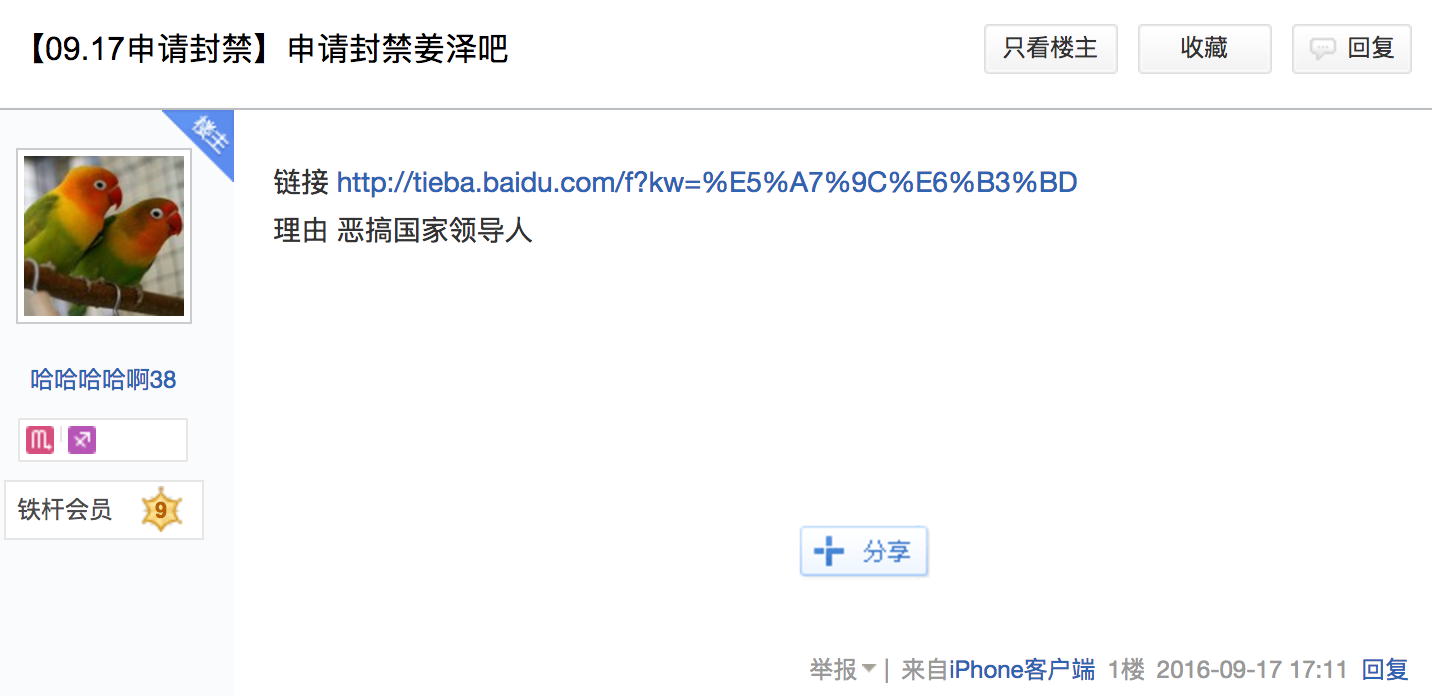 【09.17申请封禁】申请封禁姜泽吧
只看楼主
收藏
回复
楼主
链接 http://tieba.baidu.com/f?kw=%E5%A7%9C%E6%B3%BD
理由 恶搞国家领导人
哈哈哈哈啊38
铁杆会员 9
分享
举报 | 来自iPhone客户端 1楼 2016-09-17 17:11 回复